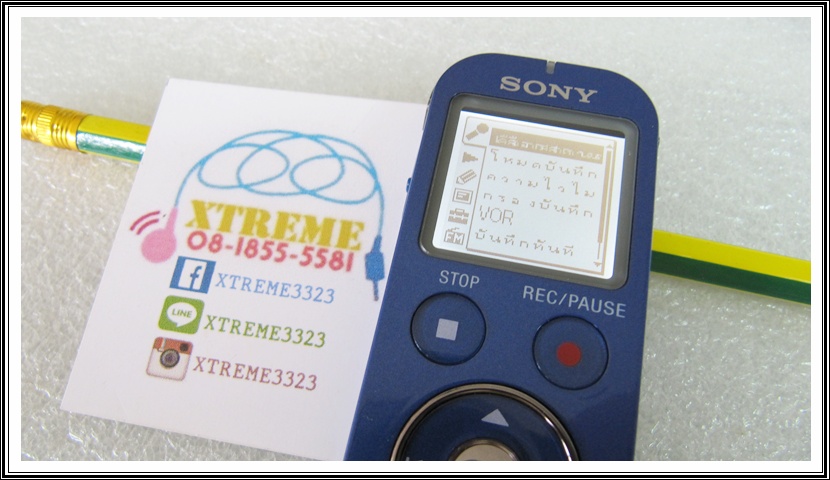 XTREME
08-1855-5581
XTREME3323
LINE
XTREME3323
XTREME3323
SONY
โหมดบันทึก
ความไวไม
กรองบันทึก
VOR
FM
บันทึกทันที
STOP
REC/PAUSE